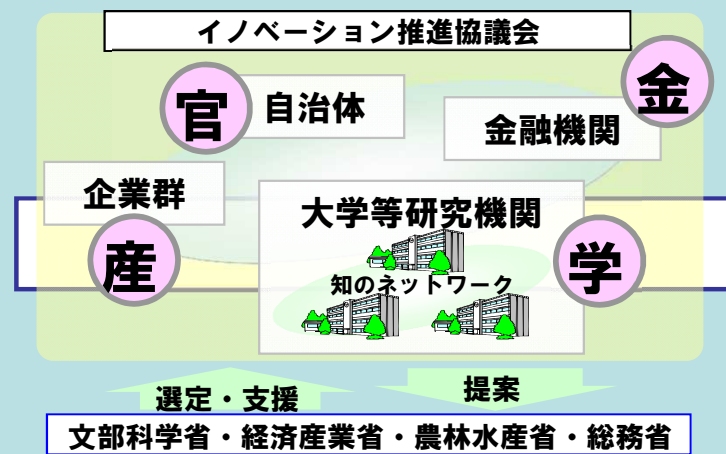 イノベーション推進協議会
官
自治体
金
金融機関
企業群
産
大学等研究機関
学
知のネットワーク
選定・支援
提案
文部科学省・経済産業省・農林水産省・総務省